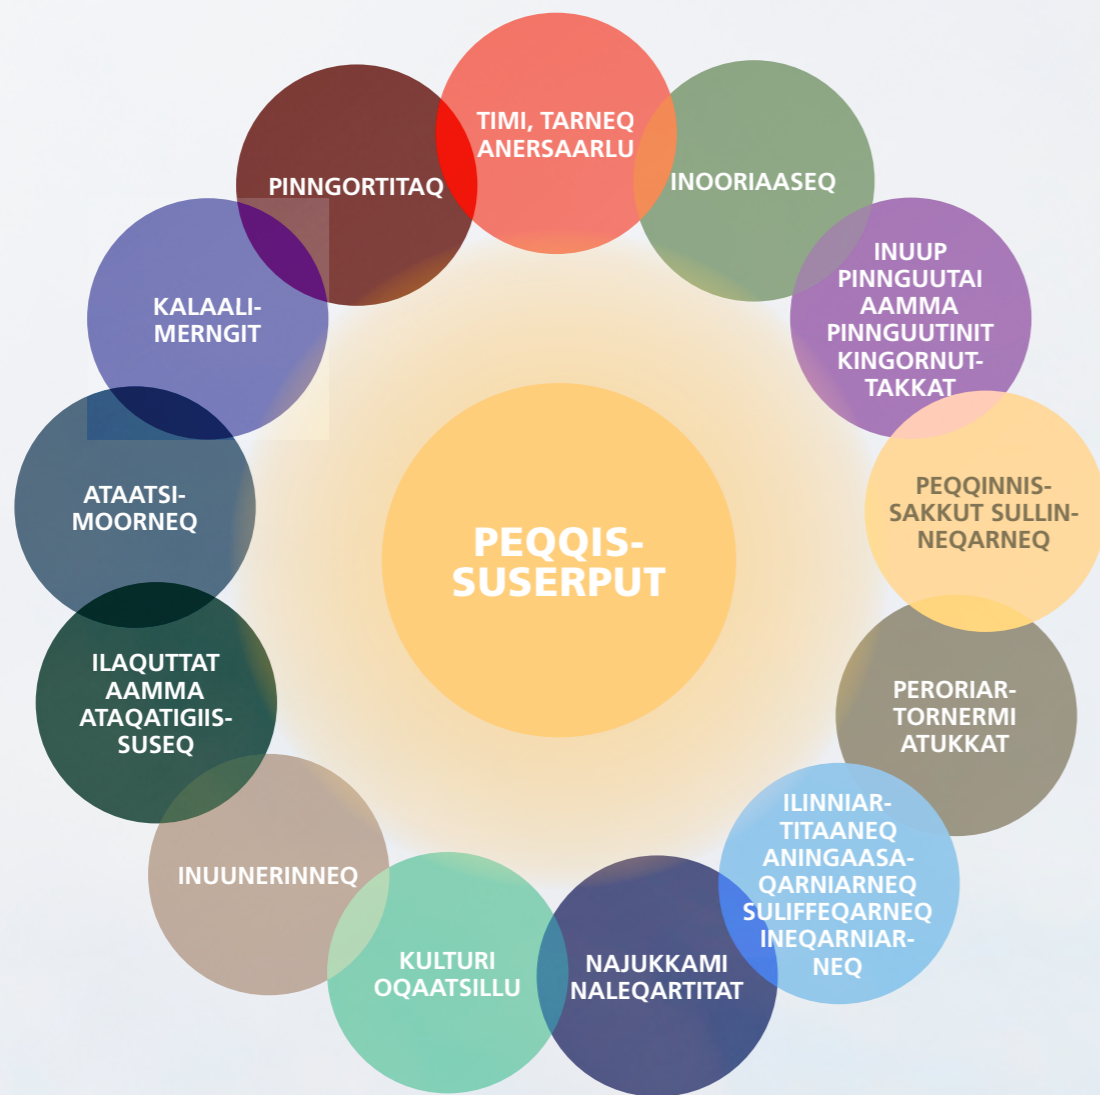 TIMI, TARNEQ
ANERSAARLU
INOORIAASEQ
INUUP
PINNGUUTAI
AAMMA
PINNGUUTINIT
KINGORNUT-
TAKKAT
PEQQINNIS-
SAKKUT SULLIN-
NEQARNEQ
PERORIAR-
TORNERMI
ATUKKAT
ILINNIAR-
TITAANEQ
ANINGAASA-
QARNIARNEQ
SULIFFEQARNEQ
INEQARNIAR-
NEQ
NAJUKKAMI
NALEQARTITAT
KULTURI
OQAATSILLU
INUUNERINNEQ
ILAQUTTAT
AAMMA
ATAQATIGIIS-
SUSEQ
ATAATSI-
MOORNEQ
KALAALI-
MERNGIT
PINNGORTITAQ
PEQQIS-
SUSERPUT